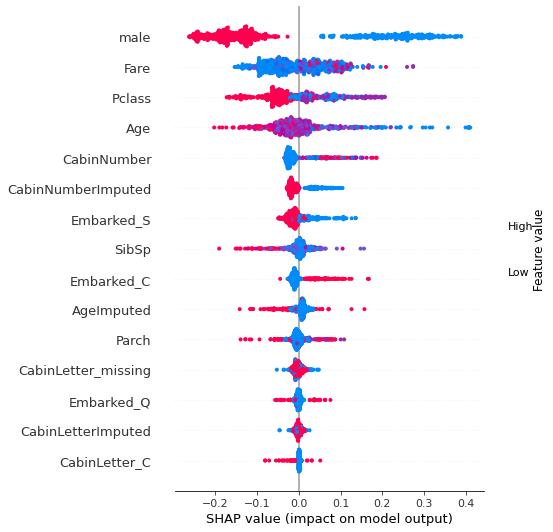 male
Fare
Pclass
Age
CabinNumber
CabinNumberImputed
Embarked_S
SibSp
Embarked_C
AgeImputed
Parch
CabinLetter_missing
Embarked_Q
CabinLetterImputed
CabinLetter_C
−0.2 −0.1 0.0 0.1 0.2 0.3 0.4
SHAP value (impact on model output)
High
Low
Feature value